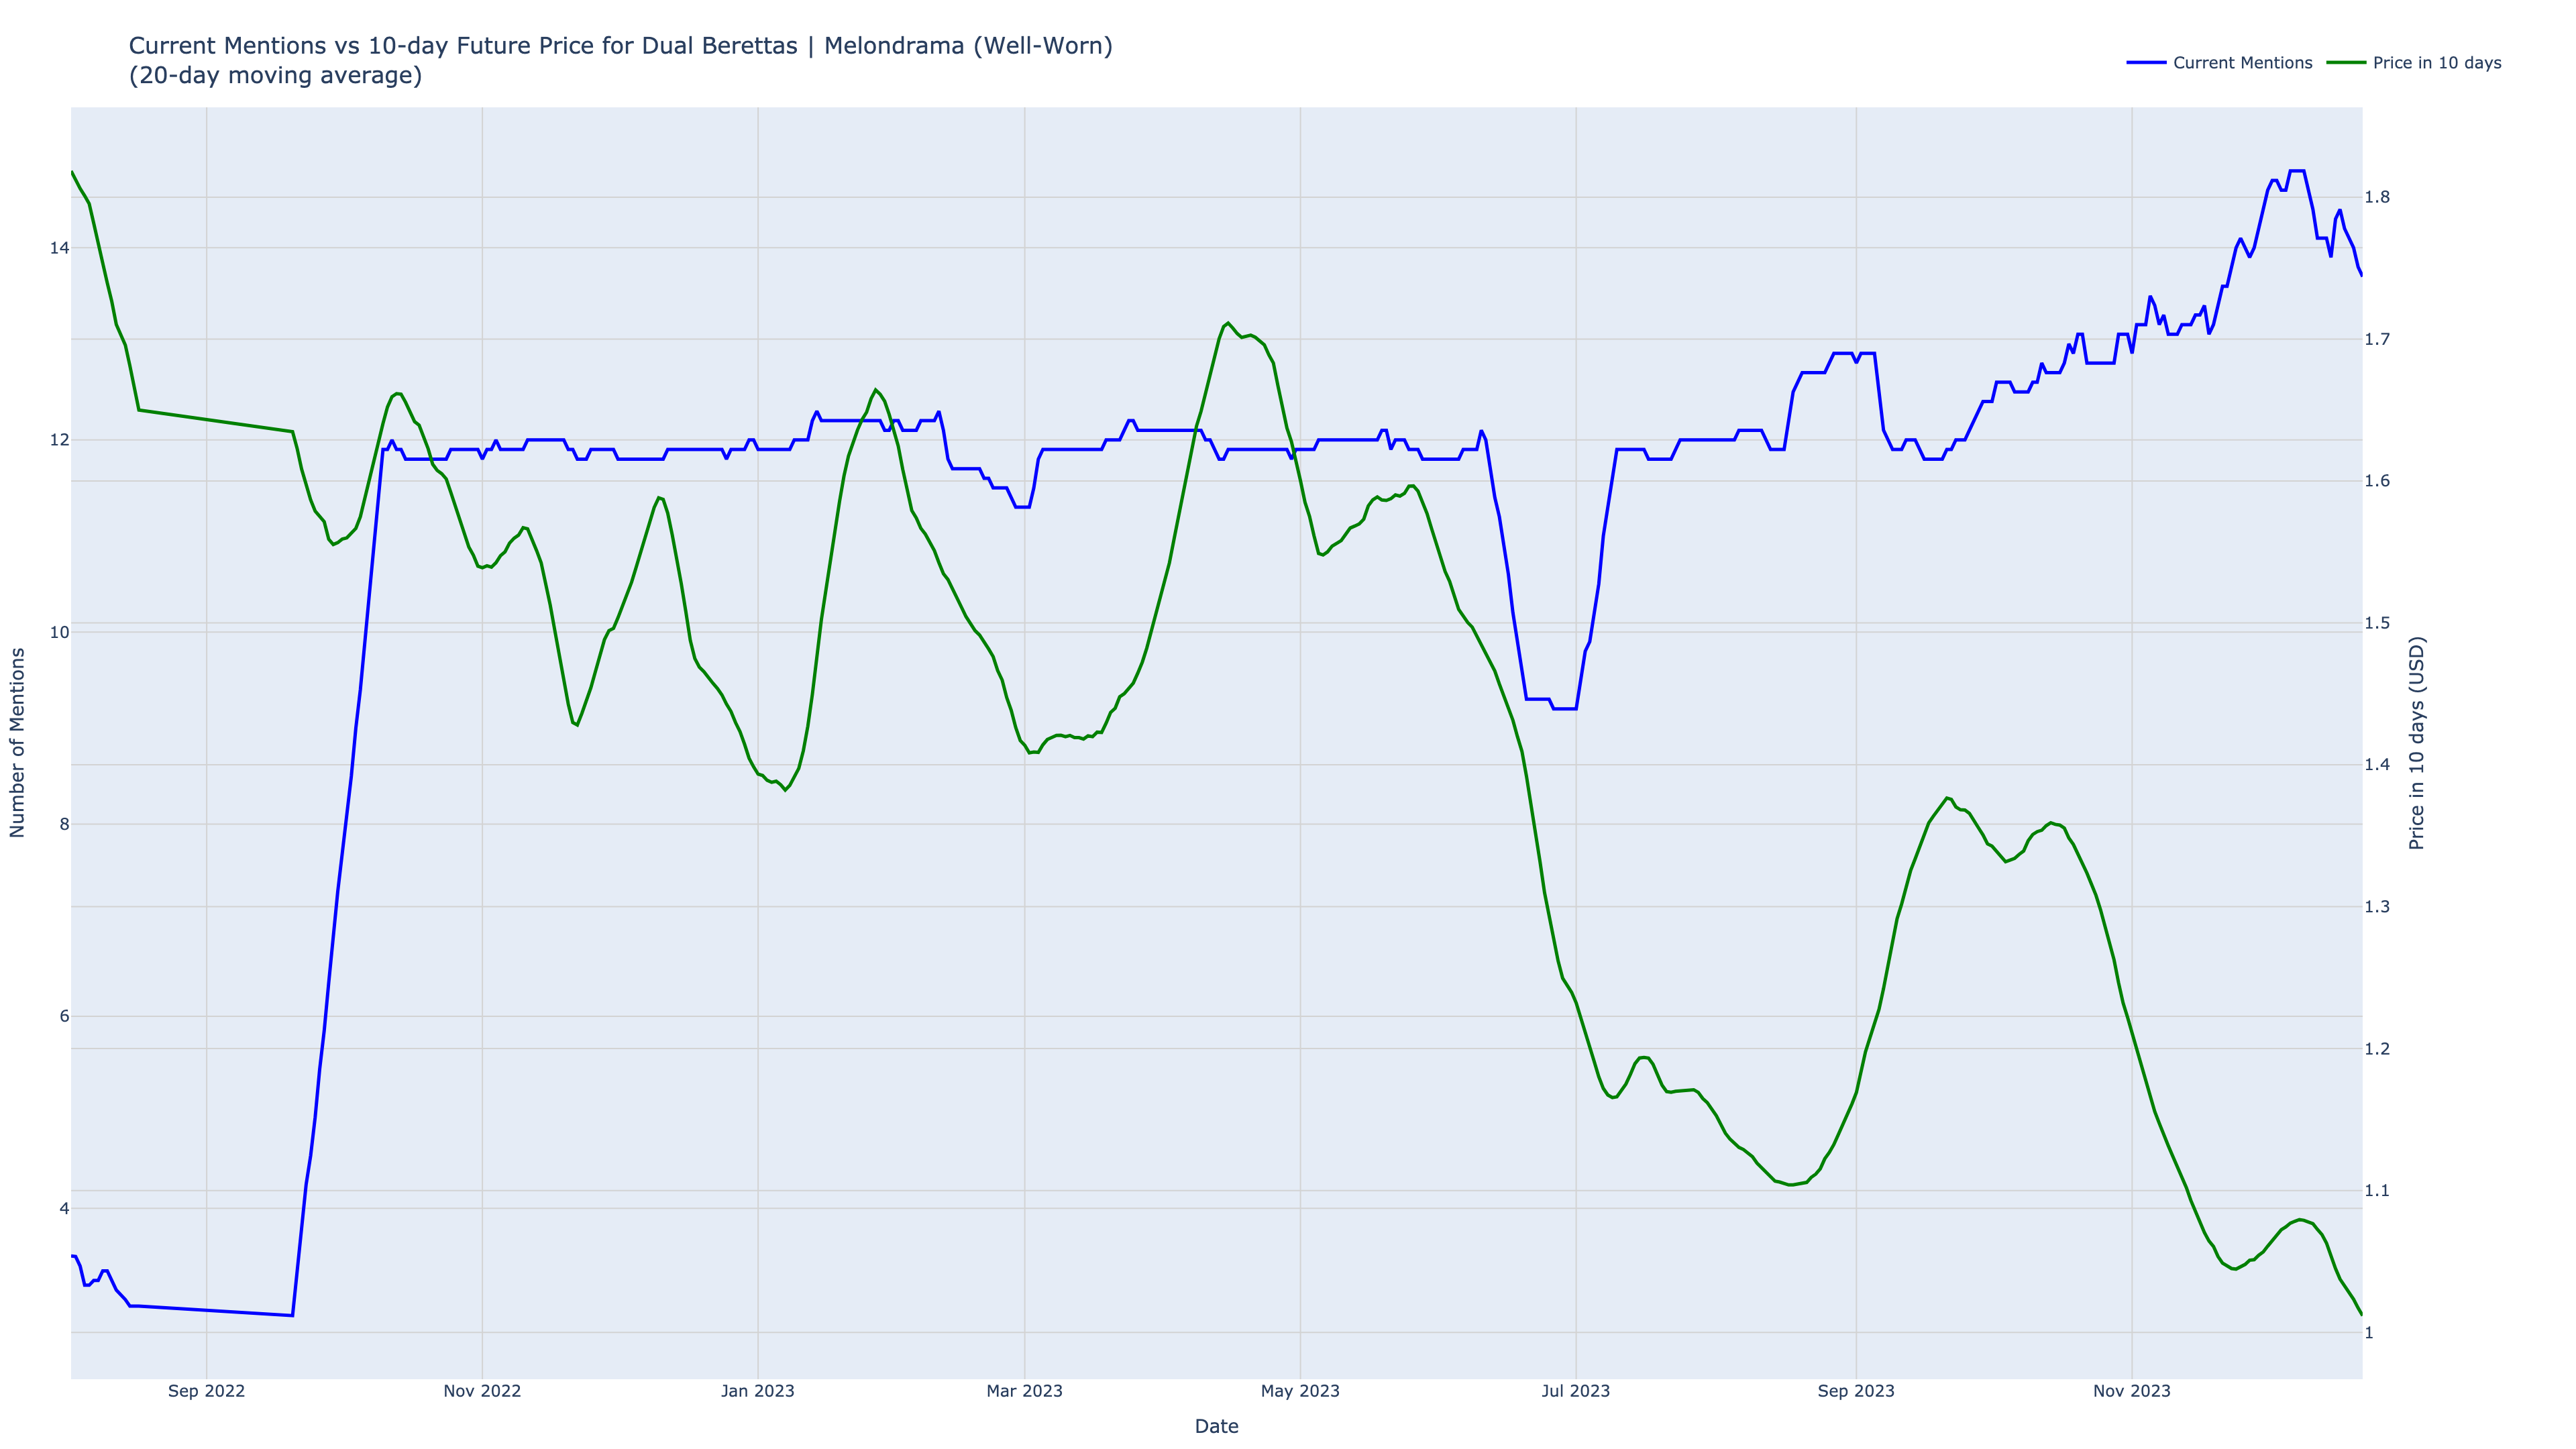 Current Mentions vs 10-day Future Price for Dual Berettas | Melondrama (Well-Worn)
(20-day moving average)
Current Mentions
Price in 10 days
14
12
10
8
6
4
Number of Mentions
1.8
1.7
1.6
1.5
1.4
1.3
1.2
1.1
1
Price in 10 days (USD)
Sep 2022
Nov 2022
Jan 2023
Mar 2023
May 2023
Jul 2023
Sep 2023
Nov 2023
Date